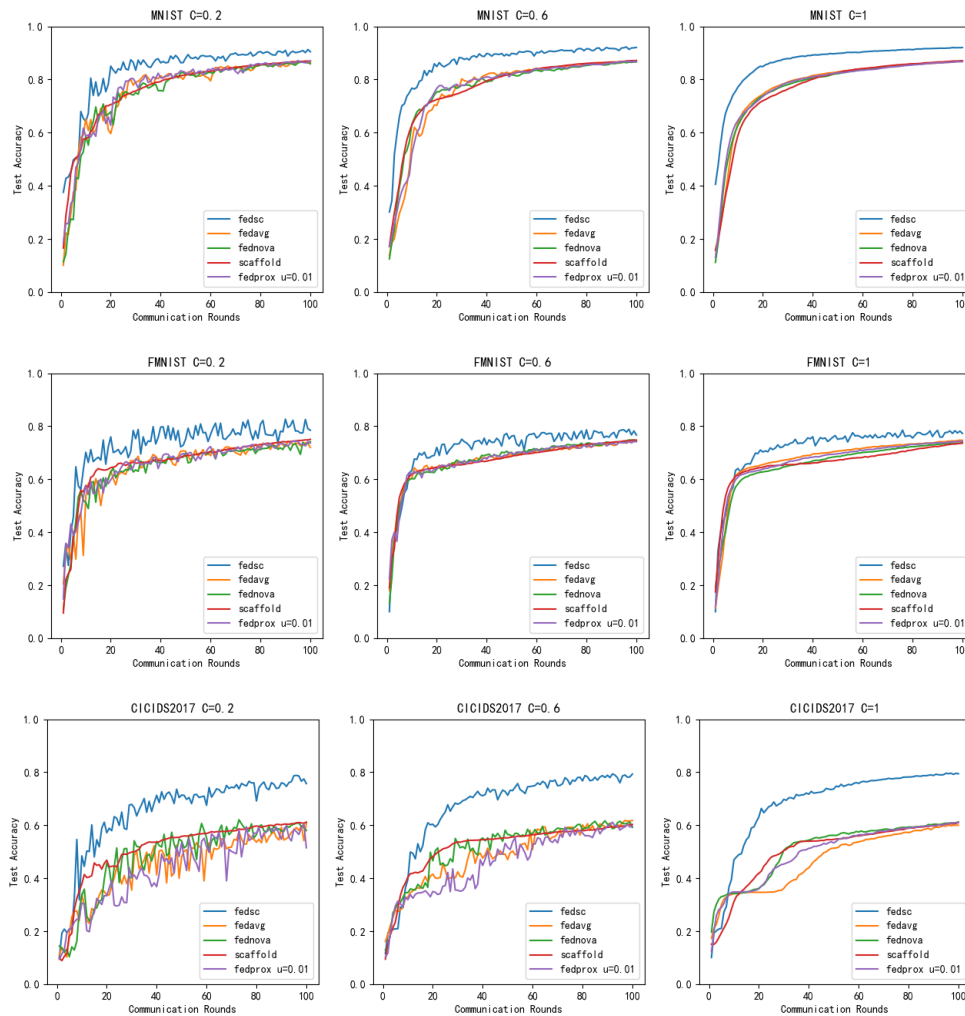 MNIST C=0.2
1.0
0.8
0.6
0.4
0.2
0.0
Test Accuracy
fedsc
fedavg
fednova
scaffold
fedprox u=0.01
0 20 40 60 80 100
Communication Rounds
MNIST C=0.6
1.0
0.8
0.6
0.4
0.2
0.0
Test Accuracy
fedsc
fedavg
fednova
scaffold
fedprox u=0.01
0 20 40 60 80 100
Communication Rounds
MNIST C=1
1.0
0.8
0.6
0.4
0.2
0.0
Test Accuracy
fedsc
fedavg
fednova
scaffold
fedprox u=0.01
0 20 40 60 80
Communication Rounds
FMNIST C=0.2
1.0
0.8
0.6
0.4
0.2
0.0
Test Accuracy
fedsc
fedavg
fednova
scaffold
fedprox u=0.01
0 20 40 60 80 100
Communication Rounds
FMNIST C=0.6
1.0
0.8
0.6
0.4
0.2
0.0
Test Accuracy
fedsc
fedavg
fednova
scaffold
fedprox u=0.01
0 20 40 60 80 100
Communication Rounds
FMNIST C=1
1.0
0.8
0.6
0.4
0.2
0.0
Test Accuracy
fedsc
fedavg
fednova
scaffold
fedprox u=0.01
0 20 40 60 80
Communication Rounds
CICIDS2017 C=0.2
1.0
0.8
0.6
0.4
0.2
0.0
Test Accuracy
fedsc
fedavg
fednova
scaffold
fedprox u=0.01
0 20 40 60 80 100
Communication Rounds
CICIDS2017 C=0.6
1.0
0.8
0.6
0.4
0.2
0.0
Test Accuracy
fedsc
fedavg
fednova
scaffold
fedprox u=0.01
0 20 40 60 80 100
Communication Rounds
CICIDS2017 C=1
1.0
0.8
0.6
0.4
0.2
0.0
Test Accuracy
fedsc
fedavg
fednova
scaffold
fedprox u=0.01
0 20 40 60 80
Communication Rounds